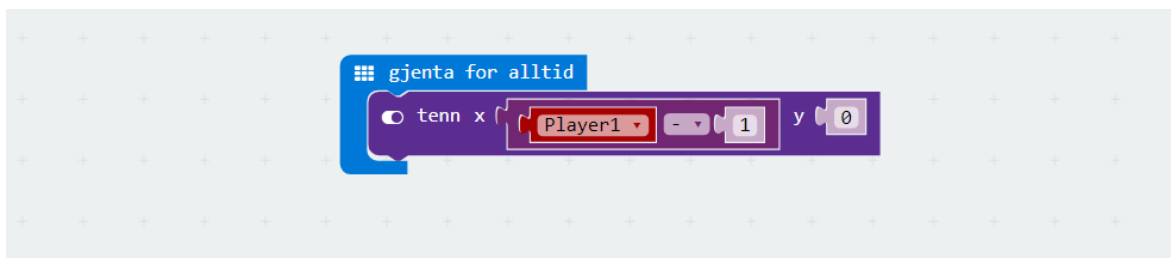 gjenta for alltid
tenn x Player1 - 1 y 0